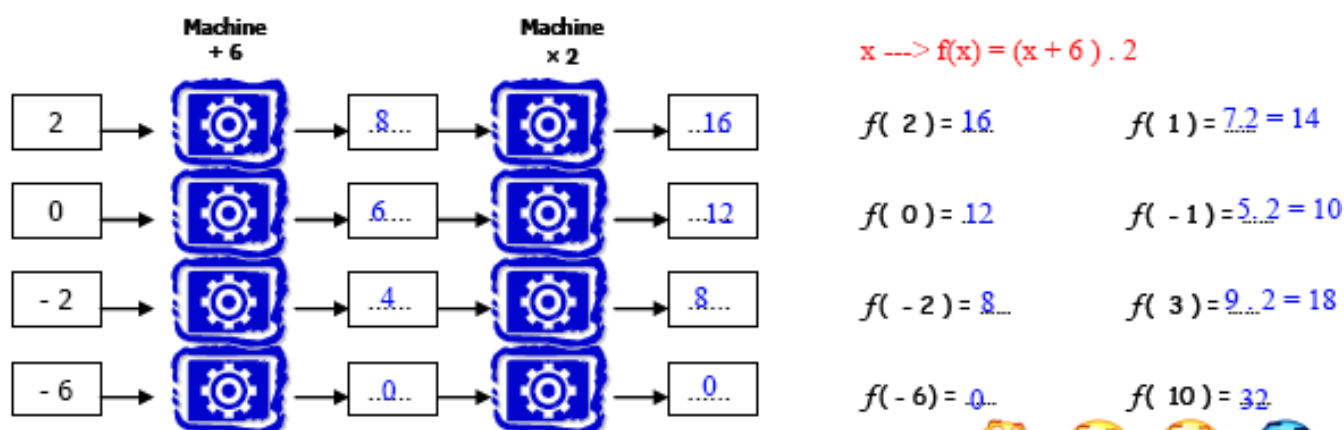 Machine + 6
Machine × 2
x ---> f(x) = (x + 6 ) . 2
2 8 16
f( 2 ) = 16 f( 1 ) = 7.2 = 14
0 6 12
f( 0 ) = 12 f( - 1 ) = 5. 2 = 10
- 2 4 8
f( - 2 ) = 8 f( 3 ) = 9 . 2 = 18
- 6 0 0
f( - 6) = 0 f( 10 ) = 32